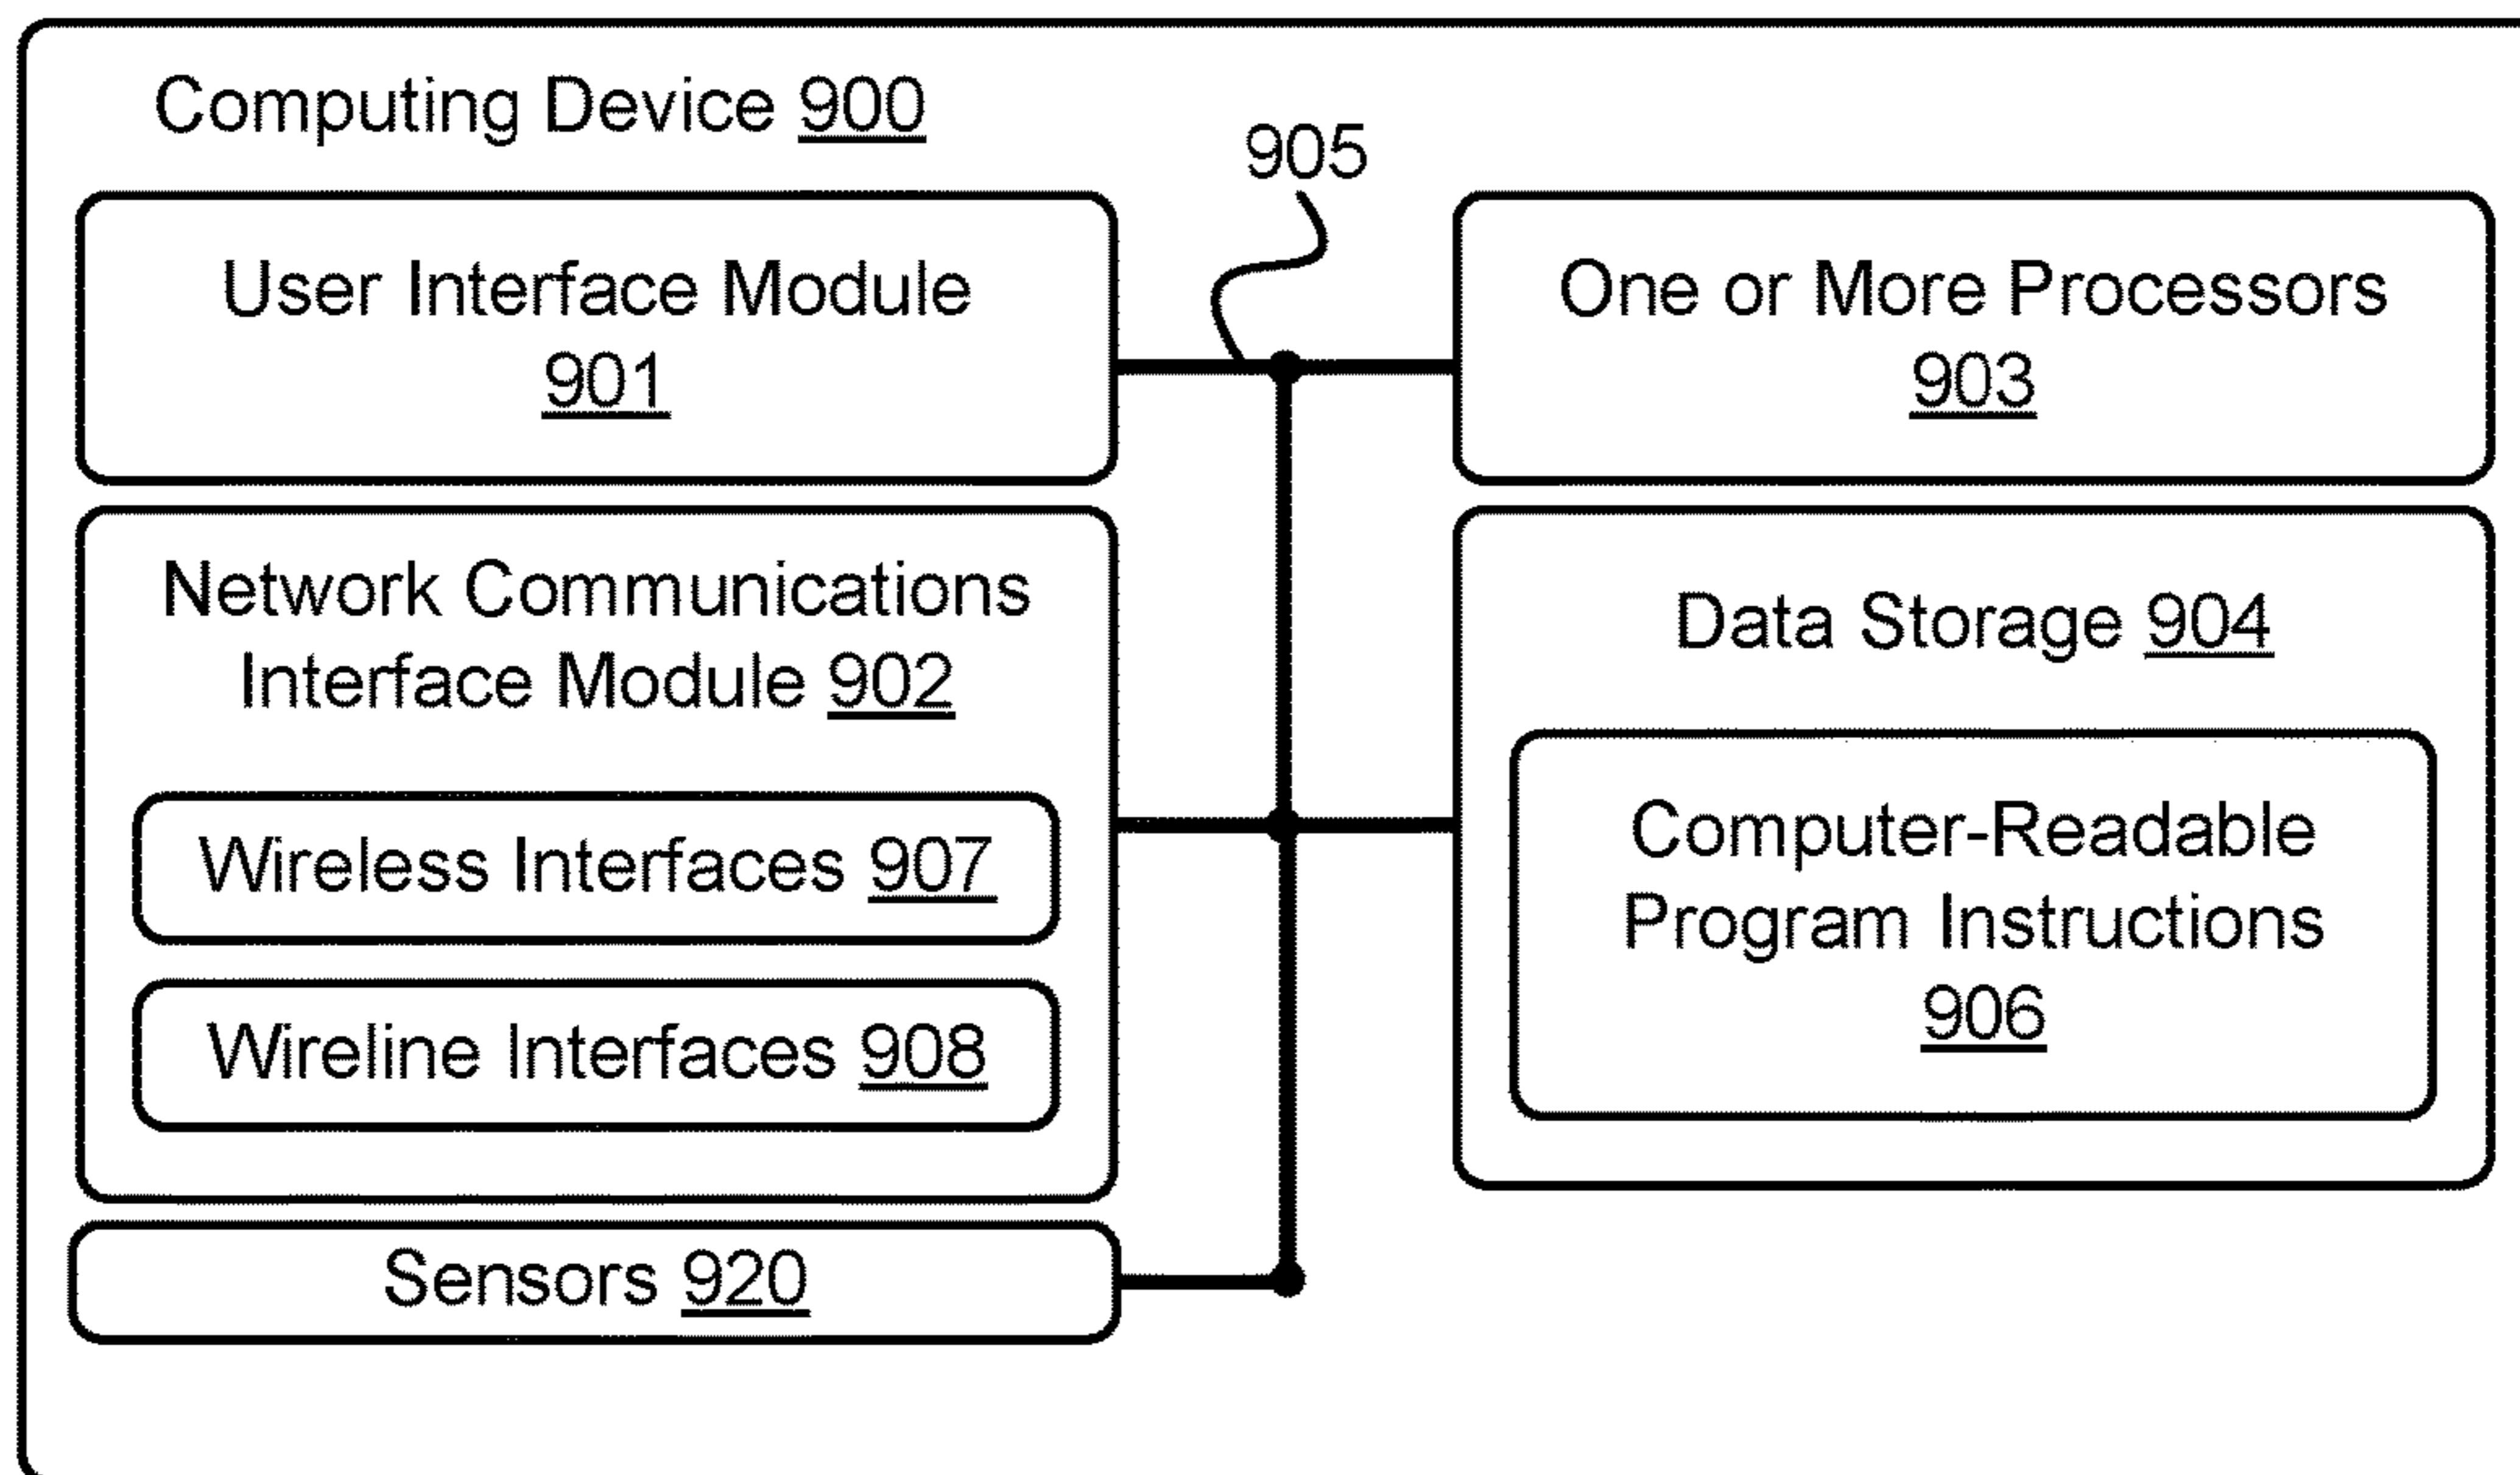 Computing Device 900
905
User Interface Module
901
One or More Processors
903
Network Communications
Interface Module 902
Wireless Interfaces 907
Wireline Interfaces 908
Data Storage 904
Computer-Readable
Program Instructions
906
Sensors 920